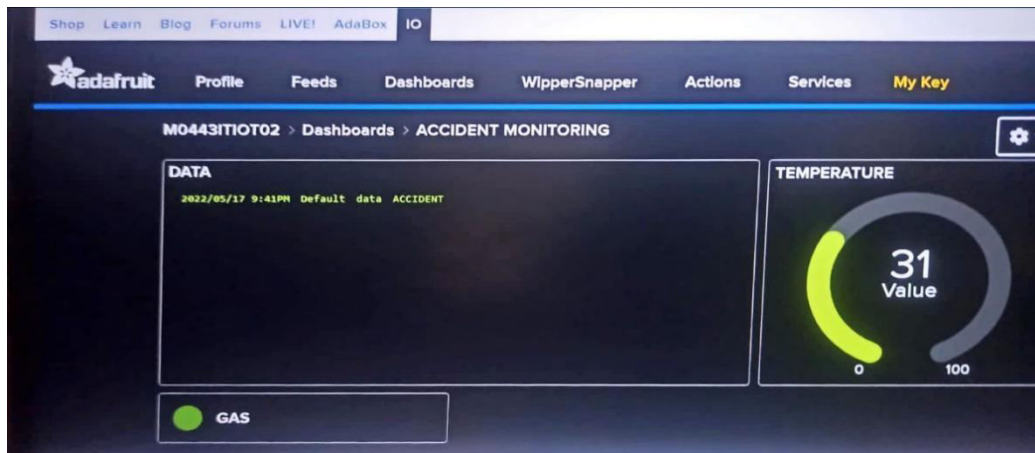 Shop Learn Blog Forums LIVE! AdaBox IO
adafruit Profile Feeds Dashboards WipperSnapper Actions Services My Key
M0443ITIOT02 > Dashboards > ACCIDENT MONITORING
DATA
2022/05/17 9:41PM Default data ACCIDENT
TEMPERATURE
31
Value
0 100
GAS